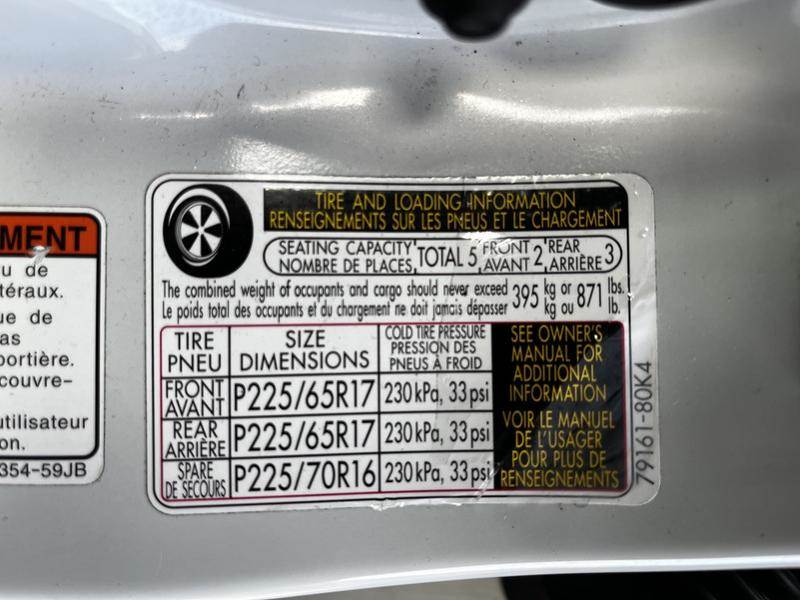 MENT
u de
téraux.
ue de
as
portière.
couvre-
utilisateur
on.
354-59JB
TIRE AND LOADING INFORMATION
RENSEIGNEMENTS SUR LES PNEUS ET LE CHARGEMENT
SEATING CAPACITY TOTAL 5 FRONT 2 REAR 3
NOMBRE DE PLACES AVANT ARRIÈRE
The combined weight of occupants and cargo should never exceed 395 kg or 871 lbs.
Le poids total des occupants et du chargement ne doit jamais dépasser kg ou lb.
TIRE SIZE COLD TIRE PRESSURE
PNEU DIMENSIONS PRESSION DES
PNEUS À FROID
FRONT P225/65R17 230 kPa, 33 psi
AVANT
REAR P225/65R17 230 kPa, 33 psi
ARRIÈRE
SPARE P225/70R16 230 kPa, 33 psi
DE SECOURS
SEE OWNER'S
MANUAL FOR
ADDITIONAL
INFORMATION
VOIR LE MANUEL
DE L'USAGER
POUR PLUS DE
RENSEIGNEMENTS
79161-80K4